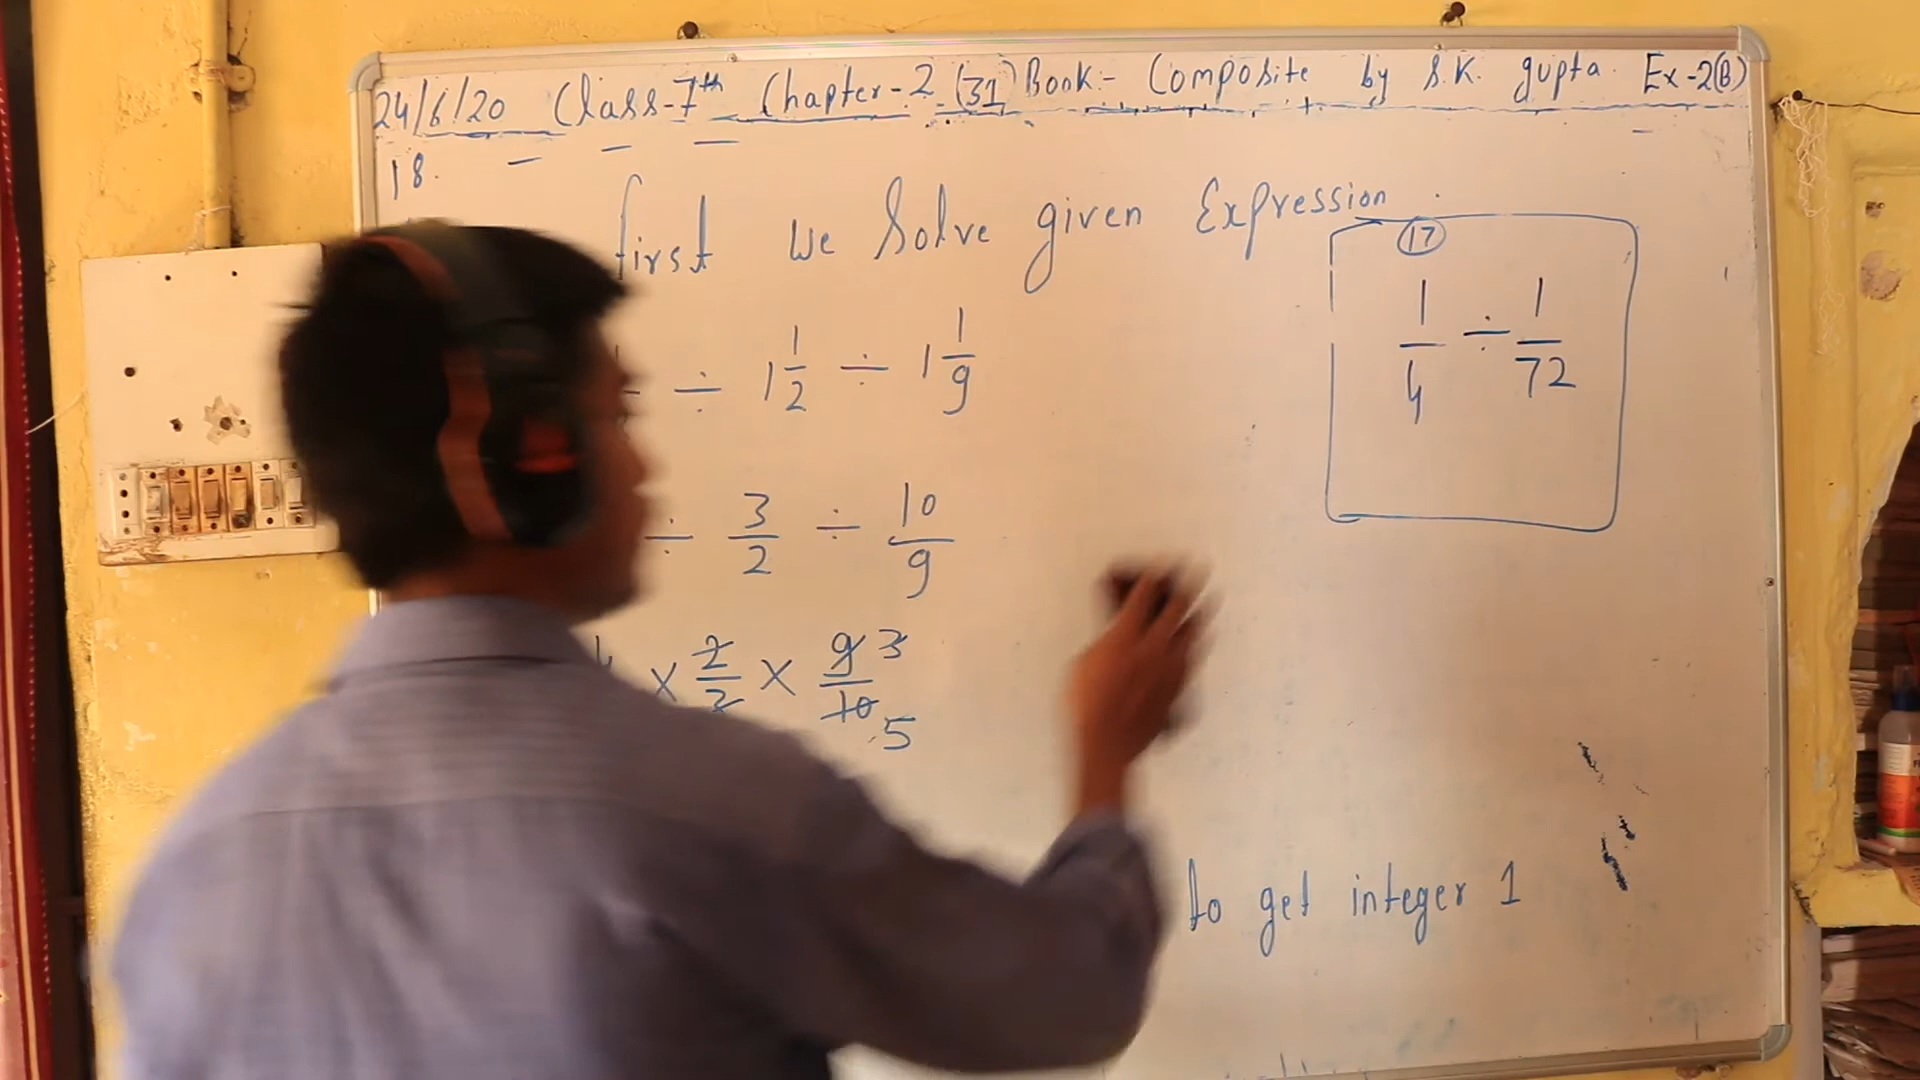 24/6/20 Class-7th Chapter-2 (31) Book:- Composite by S.K. gupta. Ex-2(B)
18.
first we Solve given Expression
17
1/4 ÷ 1/72
÷ 1 1/2 ÷ 1 1/9
÷ 3/2 ÷ 10/9
× 2/3 × 9/10 3 5
to get integer 1